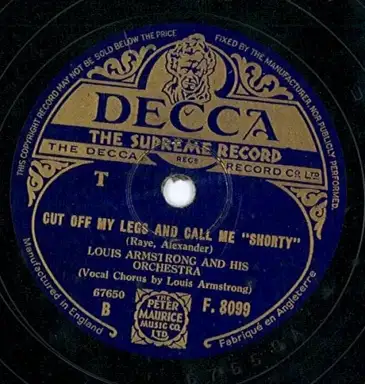 THIS COPYRIGHT RECORD MAY NOT BE SOLD BELOW THE PRICE FIXED BY THE MANUFACTURER, NOR PUBLICLY PERFORMED.
DECCA
THE SUPREME RECORD
THE DECCA REGD RECORD CO. LTD
T
CUT OFF MY LEGS AND CALL ME "SHORTY"
(Raye, Alexander)
LOUIS ARMSTRONG AND HIS
ORCHESTRA
(Vocal Chorus by Louis Armstrong)
67650
B
THE
PETER
MAURICE
MUSIC CO.
LTD.
F. 8099
Manufactured in England
Fabriqué en Angleterre